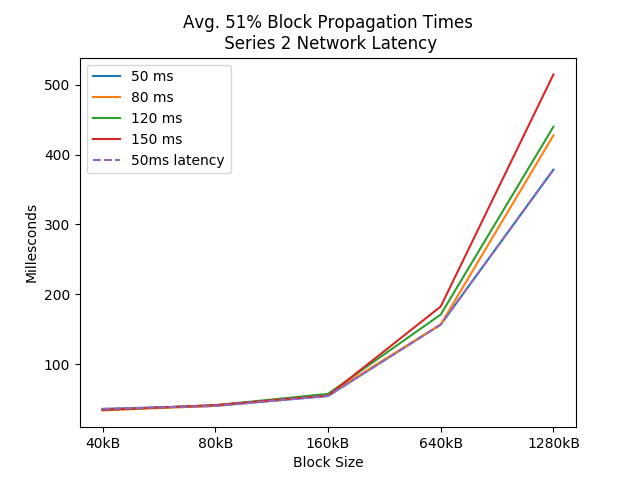 Avg. 51% Block Propagation Times
Series 2 Network Latency
50 ms
80 ms
120 ms
150 ms
50ms latency
Millesconds
500
400
300
200
100
40kB
80kB
160kB
640kB
1280kB
Block Size